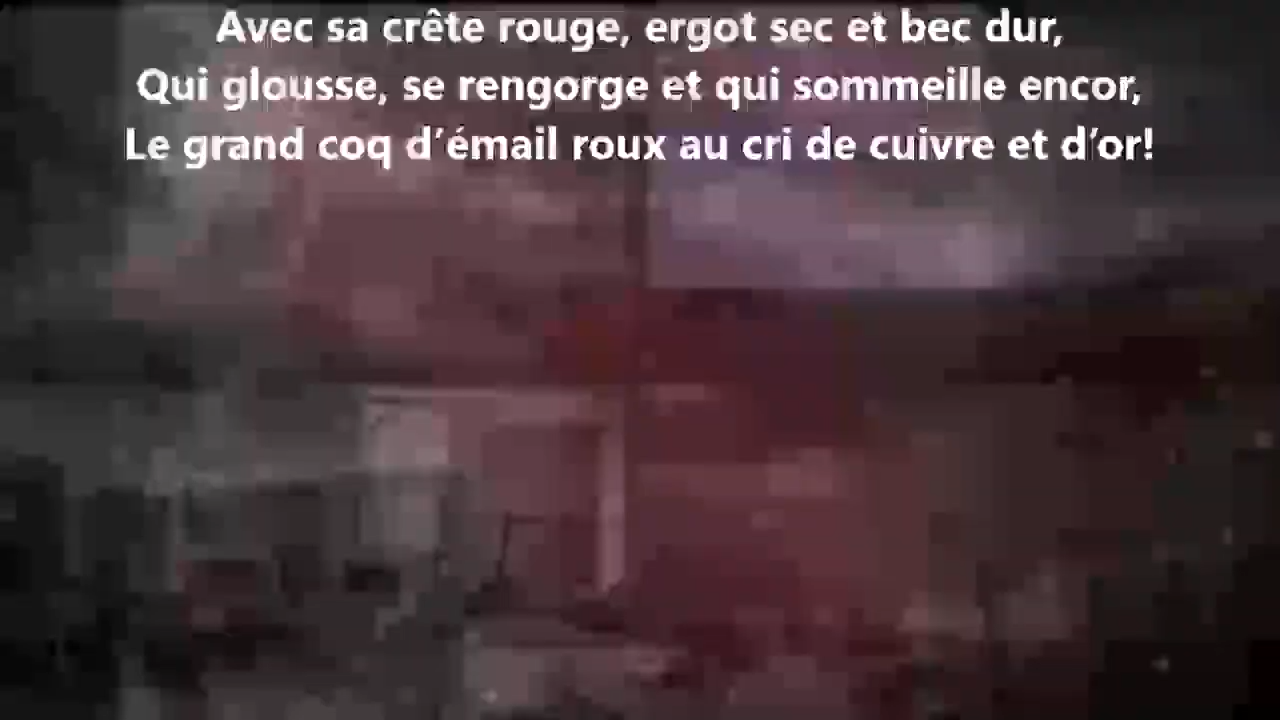 Avec sa crête rouge, ergot sec et bec dur,
Qui glousse, se rengorge et qui sommeille encor,
Le grand coq d’émail roux au cri de cuivre et d’or!